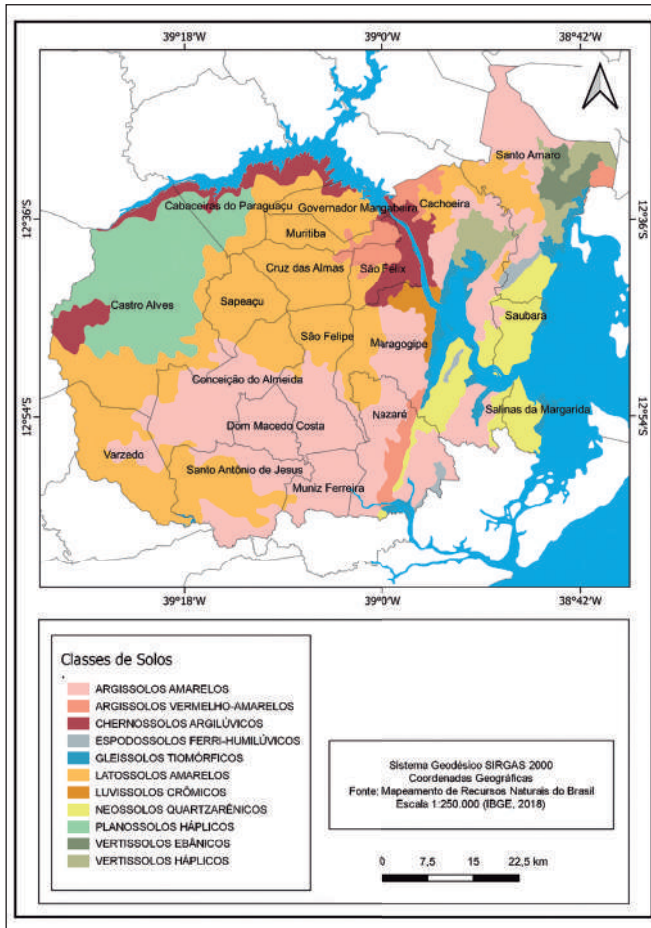 39°18'W 39°0'W 38°42'W
Santo Amaro
12°36'S 12°36'S
Cabaceiras do Paraguaçu
Governador Mangabeira
Cachoeira
Muritiba
Cruz das Almas
São Félix
Castro Alves
Sapeaçu
Saubara
São Felipe
Maragogipe
Conceição do Almeida
12°54'S 12°54'S
Nazaré
Salinas da Margarida
Dom Macedo Costa
Varzedo
Santo Antônio de Jesus
Muniz Ferreira
39°18'W 39°0'W 38°42'W
Classes de Solos
ARGISSOLOS AMARELOS
ARGISSOLOS VERMELHO-AMARELOS
CHERNOSSOLOS ARGILÚVICOS
ESPODOSSOLOS FERRI-HUMILÚVICOS
GLEISSOLOS TIOMÓRFICOS
LATOSSOLOS AMARELOS
LUVISSOLOS CRÔMICOS
NEOSSOLOS QUARTZARÊNICOS
PLANOSSOLOS HÁPLICOS
VERTISSOLOS EBÂNICOS
VERTISSOLOS HÁPLICOS
Sistema Geodésico SIRGAS 2000
Coordenadas Geográficas
Fonte: Mapeamento de Recursos Naturais do Brasil
Escala 1:250.000 (IBGE, 2018)
0 7,5 15 22,5 km